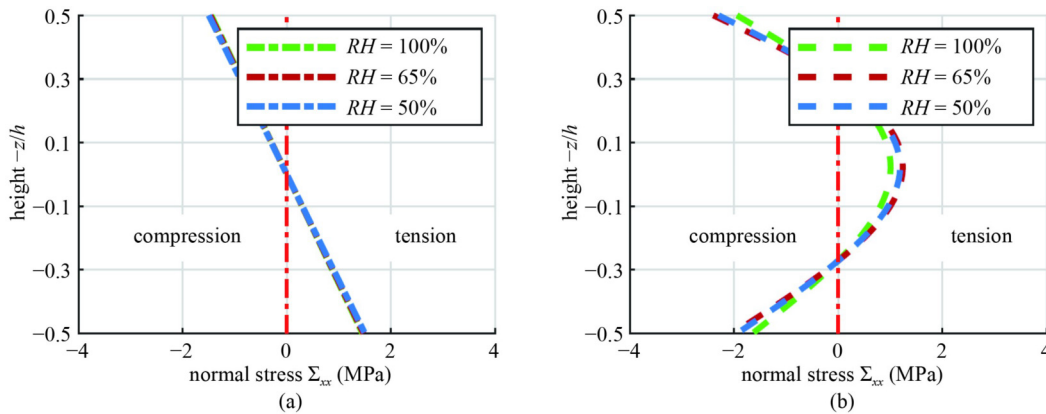 0.5
0.3
0.1
−0.1
−0.3
−0.5
height −z/h
RH = 100%
RH = 65%
RH = 50%
compression
tension
−4
−2
0
2
4
normal stress Σxx (MPa)
(a)
0.5
0.3
0.1
−0.1
−0.3
−0.5
height −z/h
RH = 100%
RH = 65%
RH = 50%
compression
tension
−4
−2
0
2
4
normal stress Σxx (MPa)
(b)